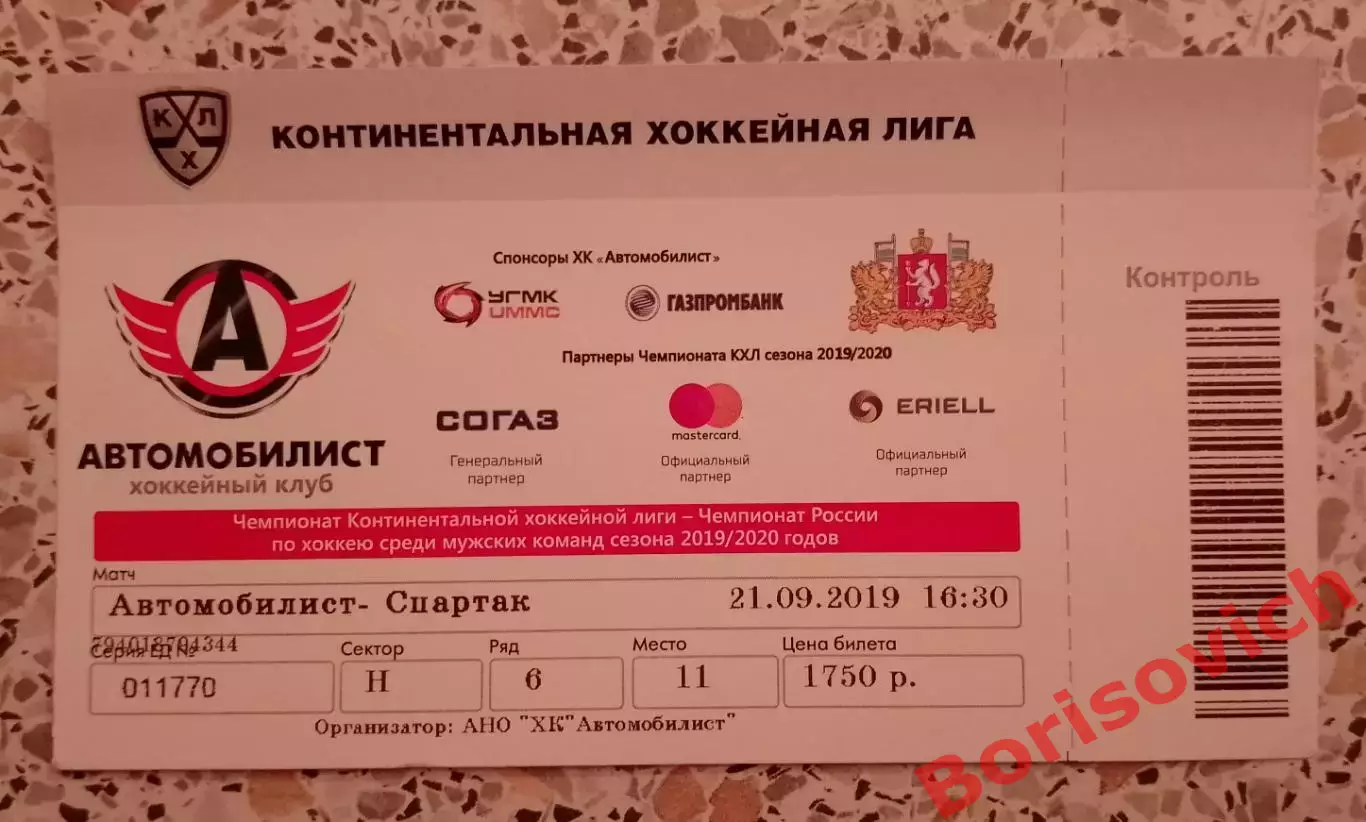 КХЛ
КОНТИНЕНТАЛЬНАЯ ХОККЕЙНАЯ ЛИГА
Спонсоры ХК «Автомобилист»
УГМК
UMMC
ГАЗПРОМБАНК
Контроль
Партнеры Чемпионата КХЛ сезона 2019/2020
А
АВТОМОБИЛИСТ
хоккейный клуб
СОГАЗ
Генеральный
партнер
mastercard.
Официальный
партнер
ERIELL
Официальный
партнер
Чемпионат Континентальной хоккейной лиги – Чемпионат России
по хоккею среди мужских команд сезона 2019/2020 годов
Матч
Автомобилист- Спартак 21.09.2019 16:30
794018704344
Серия ЕД №
011770
Сектор
Н
Ряд
6
Место
11
Цена билета
1750 р.
Организатор: АНО "ХК"Автомобилист"
Borisovich